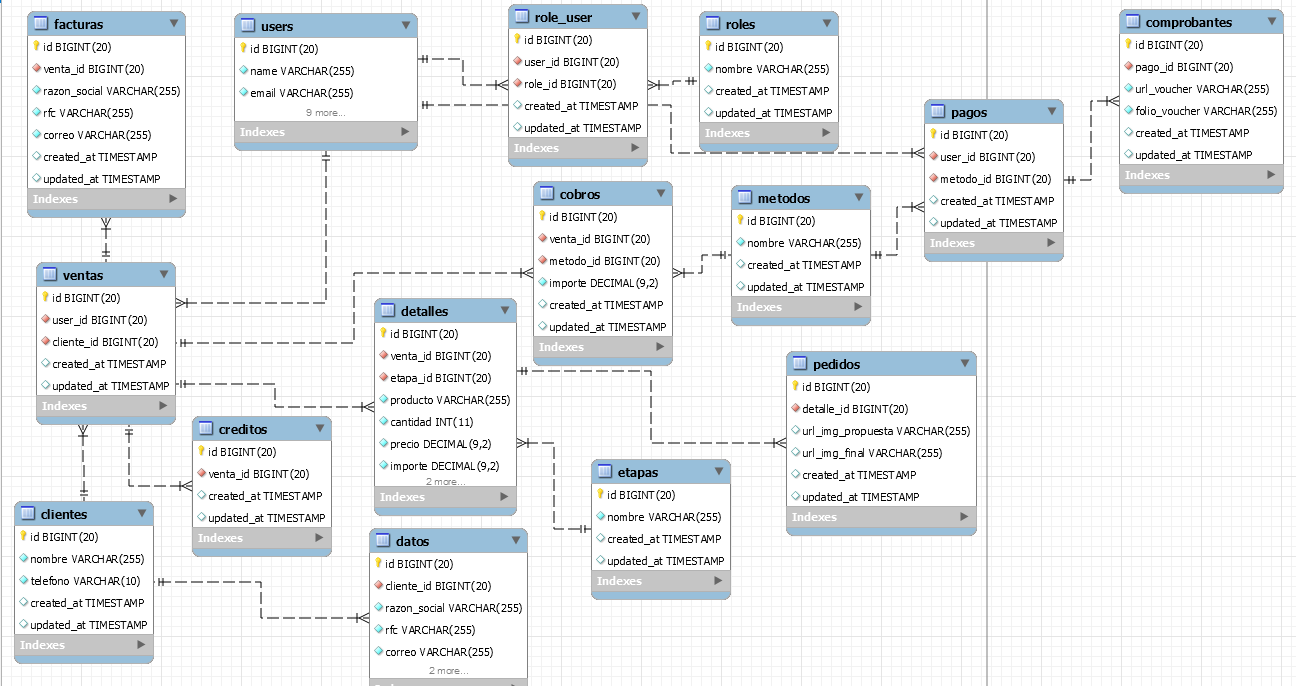 facturas
id BIGINT(20)
venta_id BIGINT(20)
razon_social VARCHAR(255)
rfc VARCHAR(255)
correo VARCHAR(255)
created_at TIMESTAMP
updated_at TIMESTAMP
Indexes
users
id BIGINT(20)
name VARCHAR(255)
email VARCHAR(255)
9 more...
Indexes
role_user
id BIGINT(20)
user_id BIGINT(20)
role_id BIGINT(20)
created_at TIMESTAMP
updated_at TIMESTAMP
Indexes
roles
id BIGINT(20)
nombre VARCHAR(255)
created_at TIMESTAMP
updated_at TIMESTAMP
Indexes
comprobantes
id BIGINT(20)
pago_id BIGINT(20)
url_voucher VARCHAR(255)
folio_voucher VARCHAR(255)
created_at TIMESTAMP
updated_at TIMESTAMP
Indexes
pagos
id BIGINT(20)
user_id BIGINT(20)
metodo_id BIGINT(20)
created_at TIMESTAMP
updated_at TIMESTAMP
Indexes
cobros
id BIGINT(20)
venta_id BIGINT(20)
metodo_id BIGINT(20)
importe DECIMAL(9,2)
created_at TIMESTAMP
updated_at TIMESTAMP
Indexes
metodos
id BIGINT(20)
nombre VARCHAR(255)
created_at TIMESTAMP
updated_at TIMESTAMP
Indexes
ventas
id BIGINT(20)
user_id BIGINT(20)
cliente_id BIGINT(20)
created_at TIMESTAMP
updated_at TIMESTAMP
Indexes
detalles
id BIGINT(20)
venta_id BIGINT(20)
etapa_id BIGINT(20)
producto VARCHAR(255)
cantidad INT(11)
precio DECIMAL(9,2)
importe DECIMAL(9,2)
2 more...
Indexes
pedidos
id BIGINT(20)
detalle_id BIGINT(20)
url_img_propuesta VARCHAR(255)
url_img_final VARCHAR(255)
created_at TIMESTAMP
updated_at TIMESTAMP
Indexes
creditos
id BIGINT(20)
venta_id BIGINT(20)
created_at TIMESTAMP
updated_at TIMESTAMP
Indexes
etapas
id BIGINT(20)
nombre VARCHAR(255)
created_at TIMESTAMP
updated_at TIMESTAMP
Indexes
clientes
id BIGINT(20)
nombre VARCHAR(255)
telefono VARCHAR(10)
created_at TIMESTAMP
updated_at TIMESTAMP
Indexes
datos
id BIGINT(20)
cliente_id BIGINT(20)
razon_social VARCHAR(255)
rfc VARCHAR(255)
correo VARCHAR(255)
2 more...